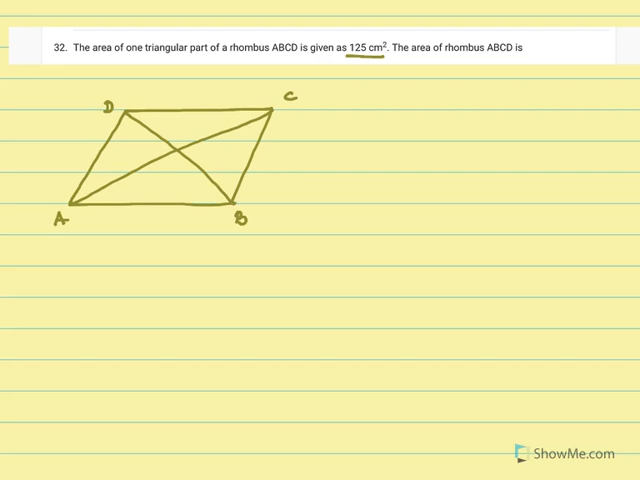 32. The area of one triangular part of a rhombus ABCD is given as 125 cm². The area of rhombus ABCD is
D
C
A
B
ShowMe.com